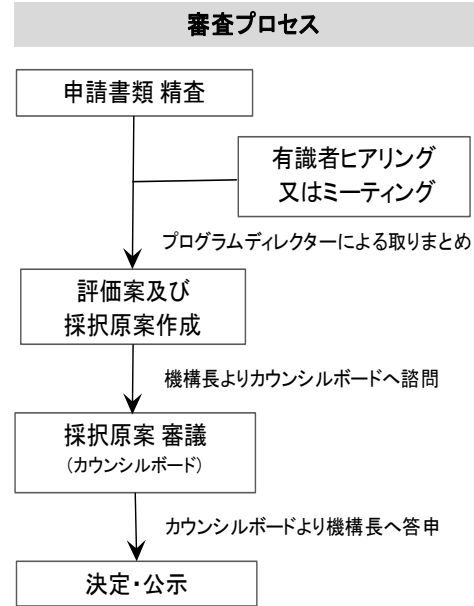 審査プロセス
申請書類 精査
有識者ヒアリング
又はミーティング
プログラムディレクターによる取りまとめ
評価案及び
採択原案作成
機構長よりカウンシルボードへ諮問
採択原案 審議
(カウンシルボード)
カウンシルボードより機構長へ答申
決定・公示